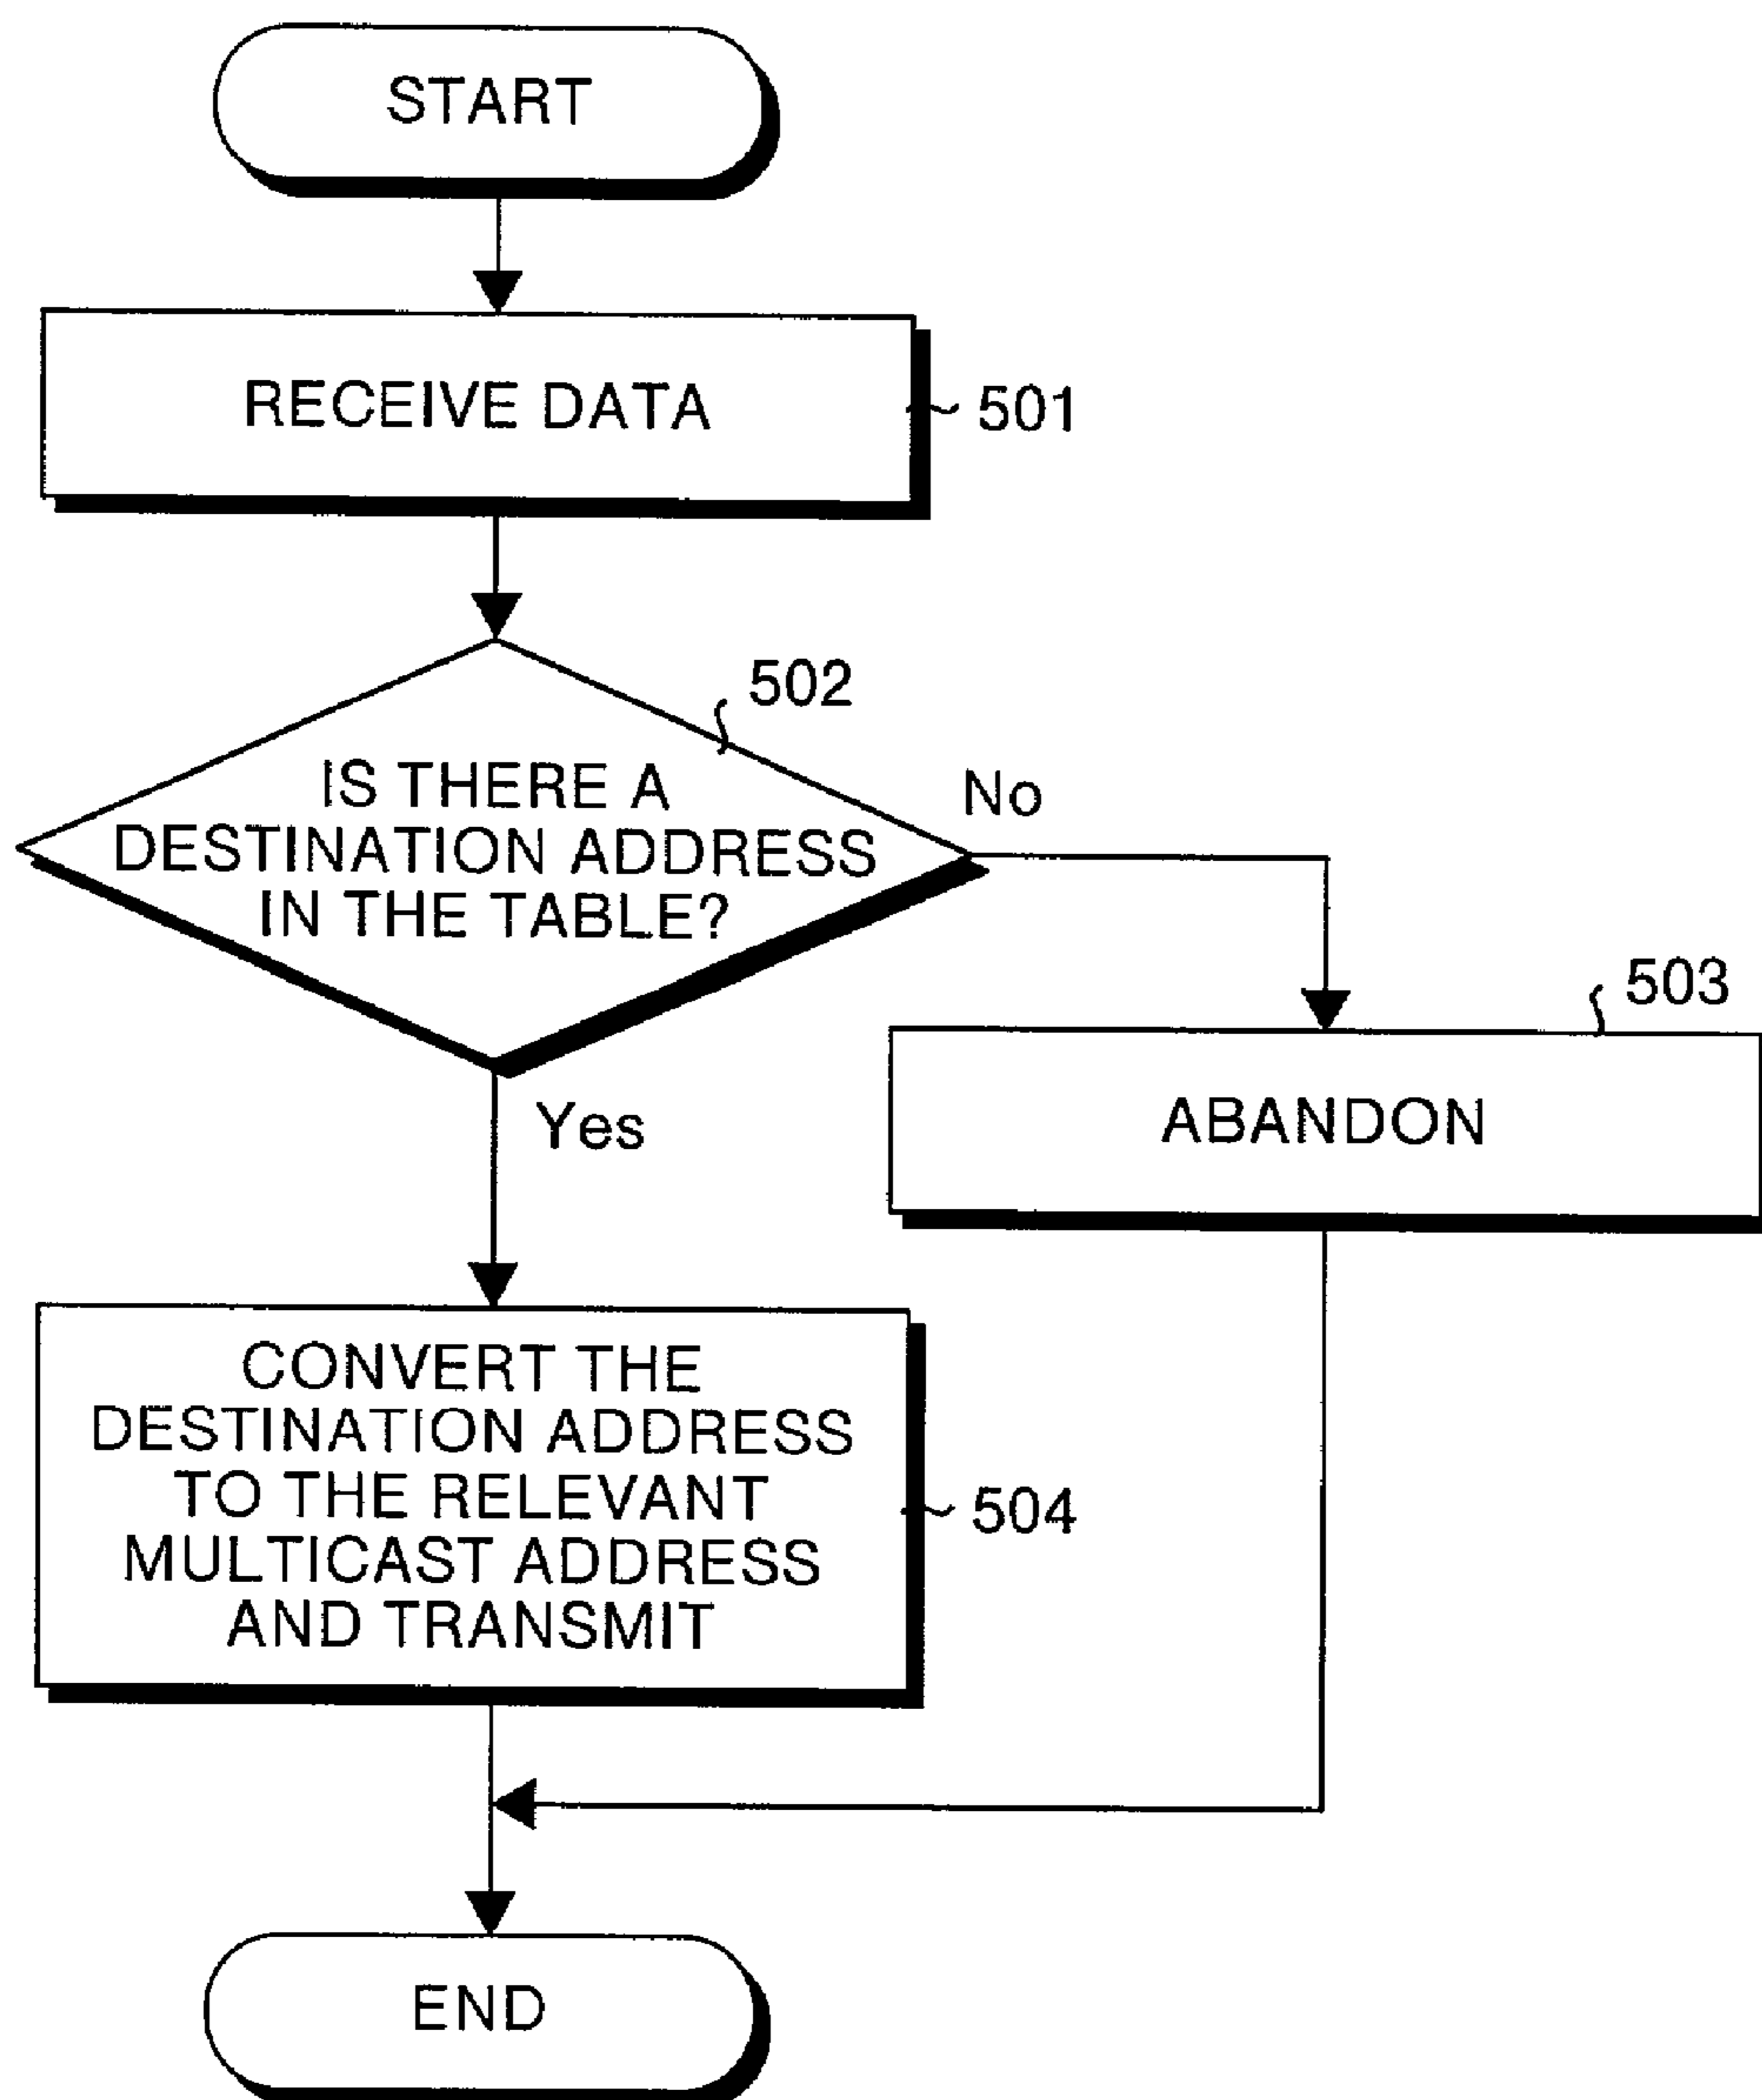 START
RECEIVE DATA
501
502
IS THERE A
DESTINATION ADDRESS
IN THE TABLE?
No
503
ABANDON
Yes
CONVERT THE
DESTINATION ADDRESS
TO THE RELEVANT
MULTICAST ADDRESS
AND TRANSMIT
504
END